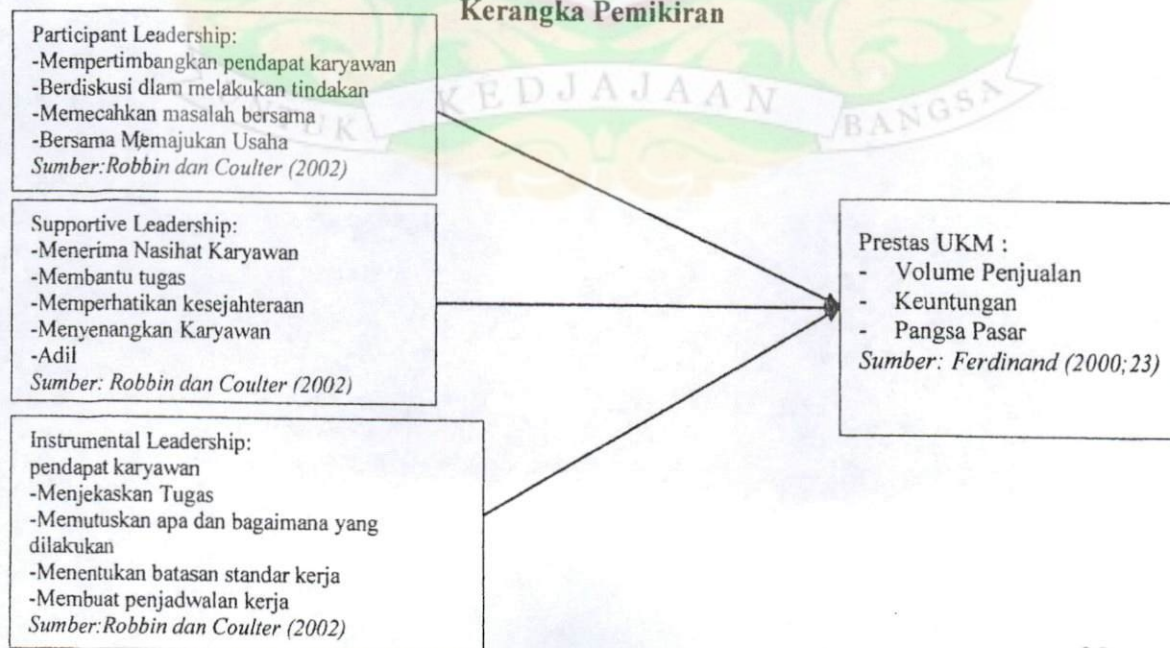 Kerangka Pemikiran
Participant Leadership:
-Mempertimbangkan pendapat karyawan
-Berdiskusi dlam melakukan tindakan
-Memecahkan masalah bersama
-Bersama Memajukan Usaha
Sumber:Robbin dan Coulter (2002)
UNTUK KEDJAJAAN BANGSA
Supportive Leadership:
-Menerima Nasihat Karyawan
-Membantu tugas
-Memperhatikan kesejahteraan
-Menyenangkan Karyawan
-Adil
Sumber: Robbin dan Coulter (2002)
Instrumental Leadership:
pendapat karyawan
-Menjekaskan Tugas
-Memutuskan apa dan bagaimana yang
dilakukan
-Menentukan batasan standar kerja
-Membuat penjadwalan kerja
Sumber:Robbin dan Coulter (2002)
Prestas UKM :
- Volume Penjualan
- Keuntungan
- Pangsa Pasar
Sumber: Ferdinand (2000;23)